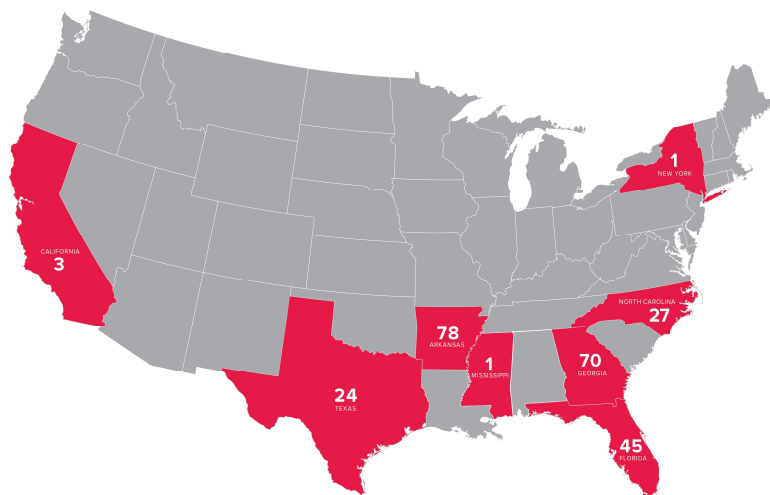 1
NEW YORK
CALIFORNIA
3
NORTH CAROLINA
27
78
ARKANSAS
1
MISSISSIPPI
70
GEORGIA
24
TEXAS
45
FLORIDA